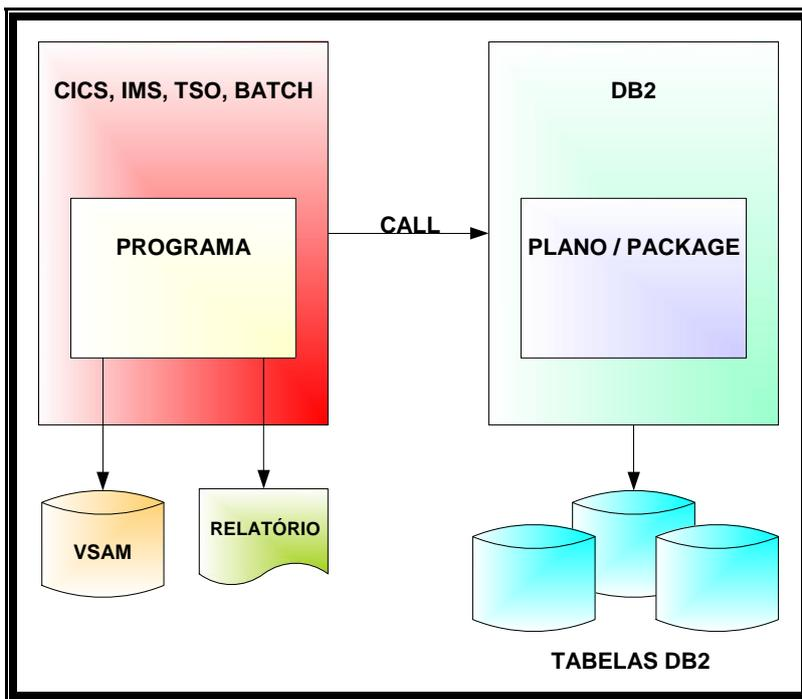 CICS, IMS, TSO, BATCH
DB2
PROGRAMA
CALL
PLANO / PACKAGE
VSAM
RELATÓRIO
TABELAS DB2